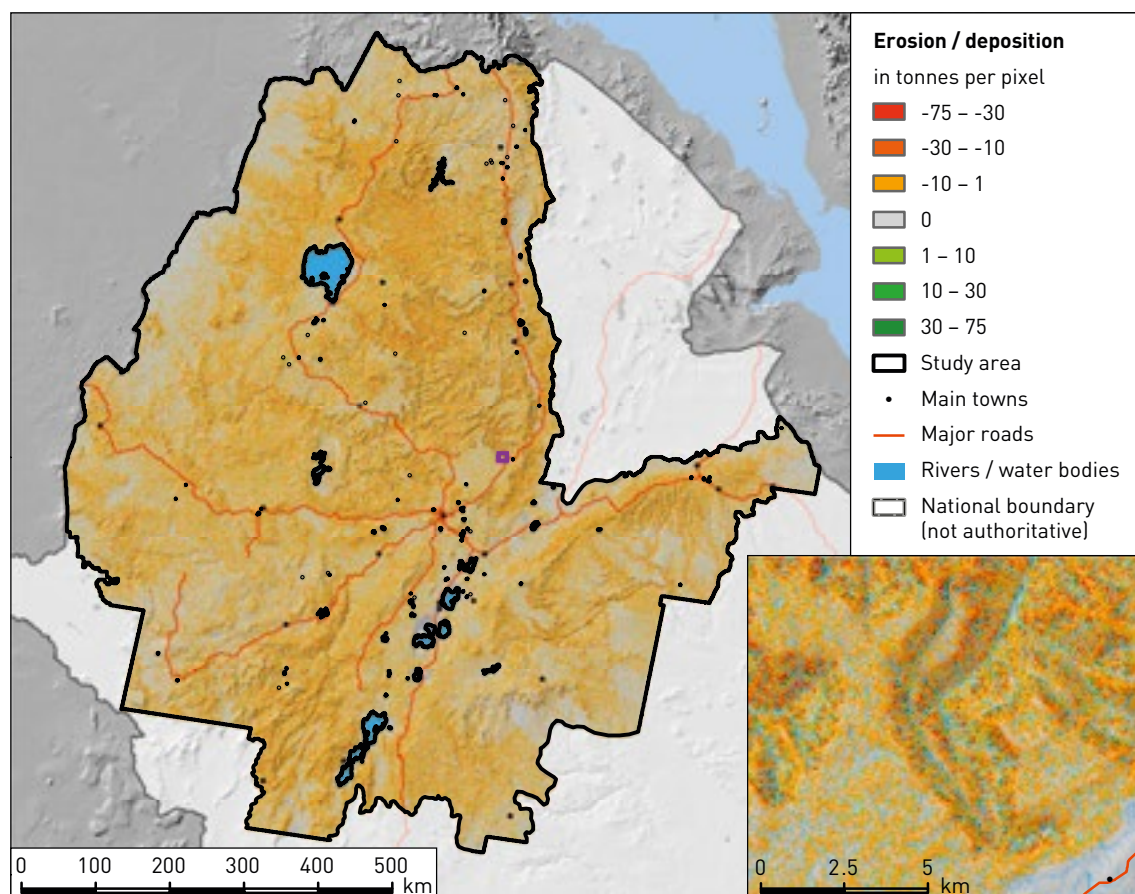 Erosion / deposition
in tonnes per pixel
-75 – -30
-30 – -10
-10 – 1
0
1 – 10
10 – 30
30 – 75
Study area
Main towns
Major roads
Rivers / water bodies
National boundary
(not authoritative)
0 100 200 300 400 500
km
0 2.5 5
km